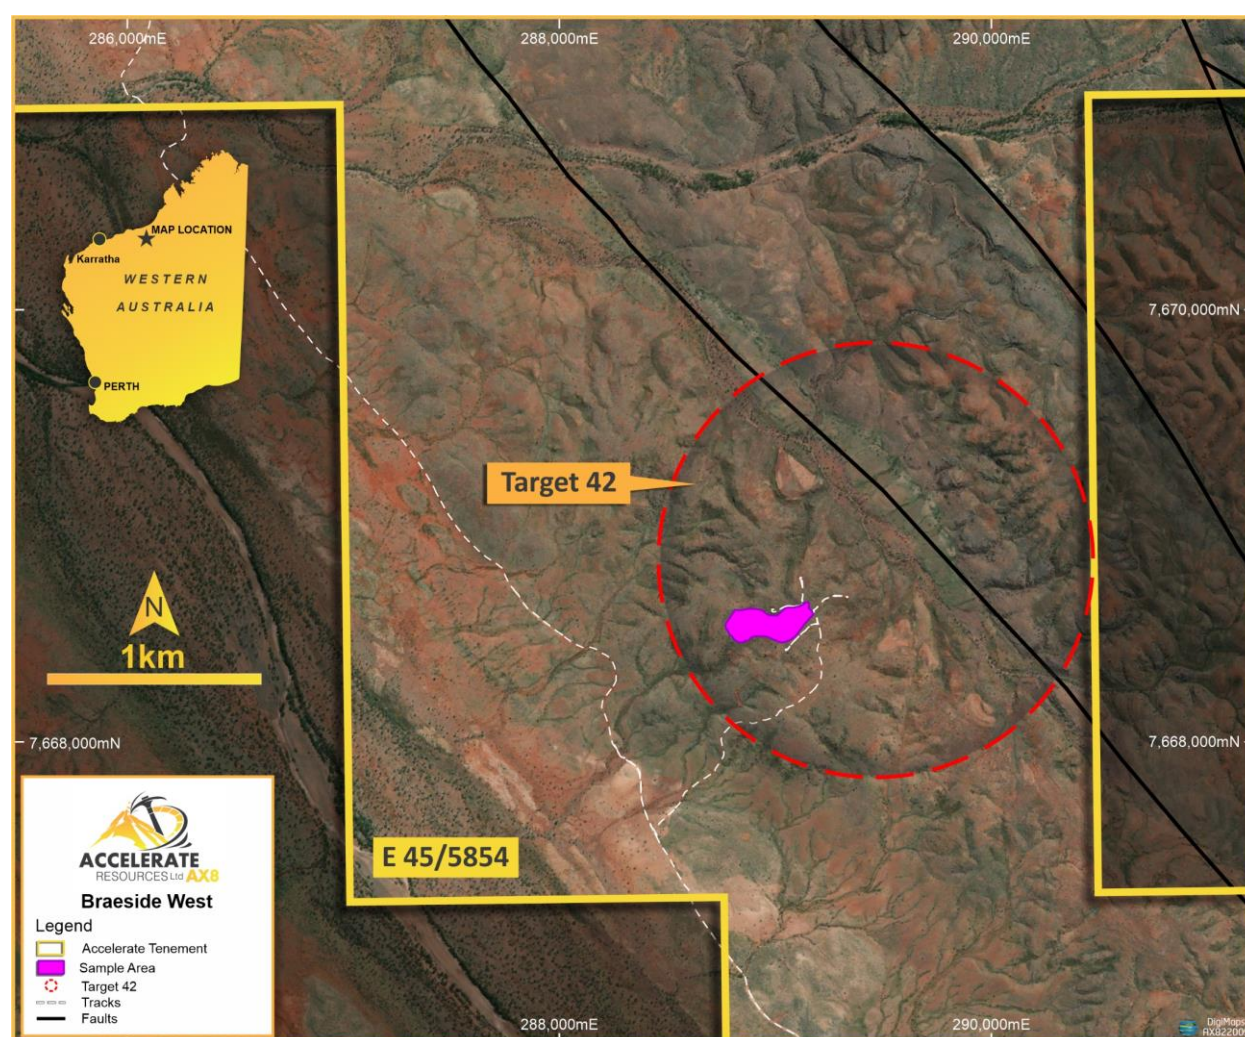 286,000mE
288,000mE
290,000mE
MAP LOCATION
Karratha
WESTERN
AUSTRALIA
PERTH
7,670,000mN
Target 42
N
1km
7,668,000mN
7,668,000mN
E 45/5854
ACCELERATE
RESOURCES Ltd AX8
Braeside West
Legend
Accelerate Tenement
Sample Area
Target 42
Tracks
Faults
288,000mE
290,000mE
DigiMaps